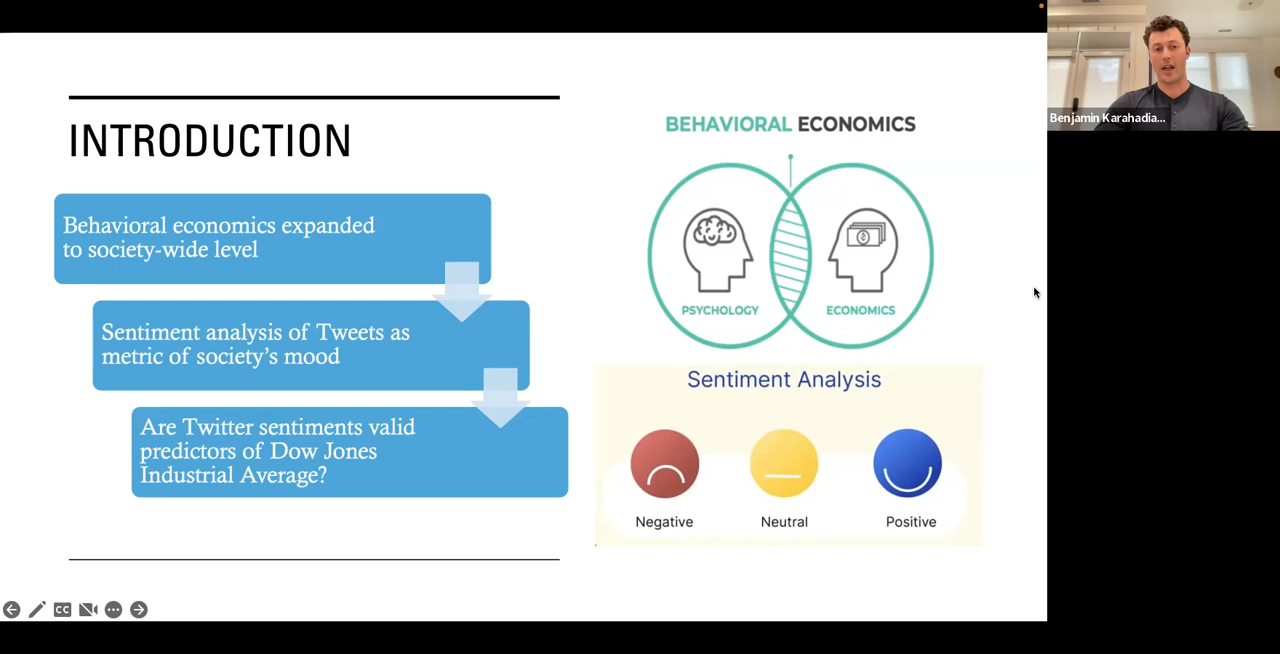 INTRODUCTION
Behavioral economics expanded
to society-wide level
Sentiment analysis of Tweets as
metric of society's mood
Are Twitter sentiments valid
predictors of Dow Jones
Industrial Average?
BEHAVIORAL ECONOMICS
PSYCHOLOGY
ECONOMICS
Sentiment Analysis
Negative
Neutral
Positive
CC
Benjamin Karahadia...